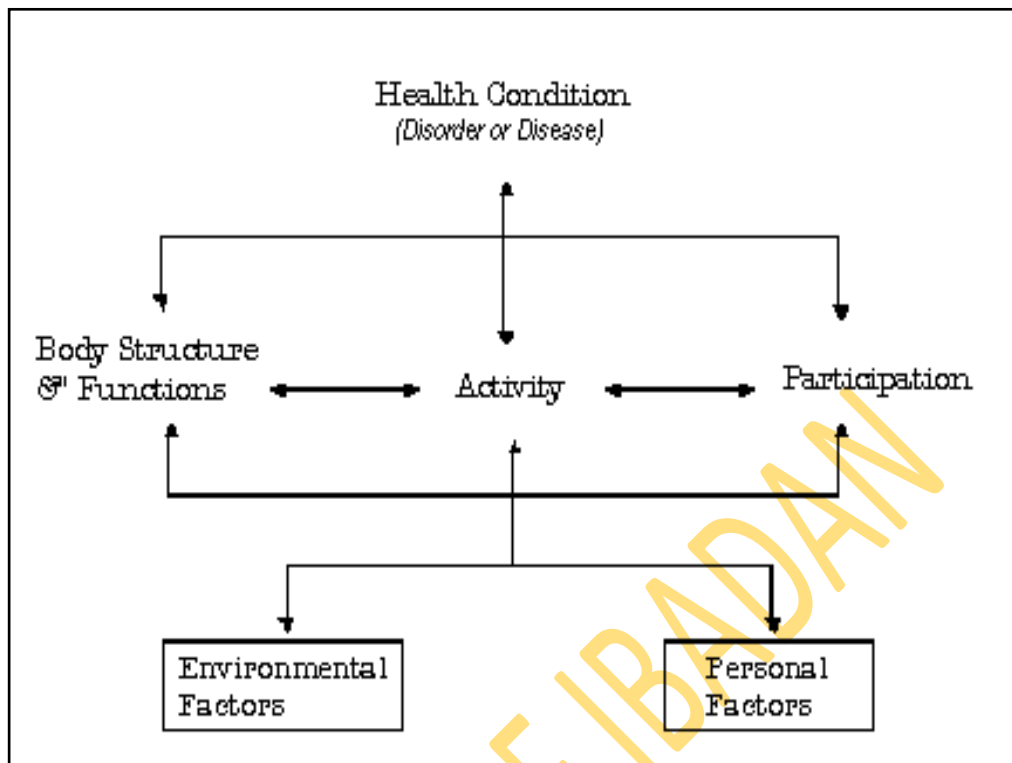 Health Condition
(Disorder or Disease)
Body Structure
& Functions
Activity
Participation
Environmental
Factors
Personal
Factors
IBADAN